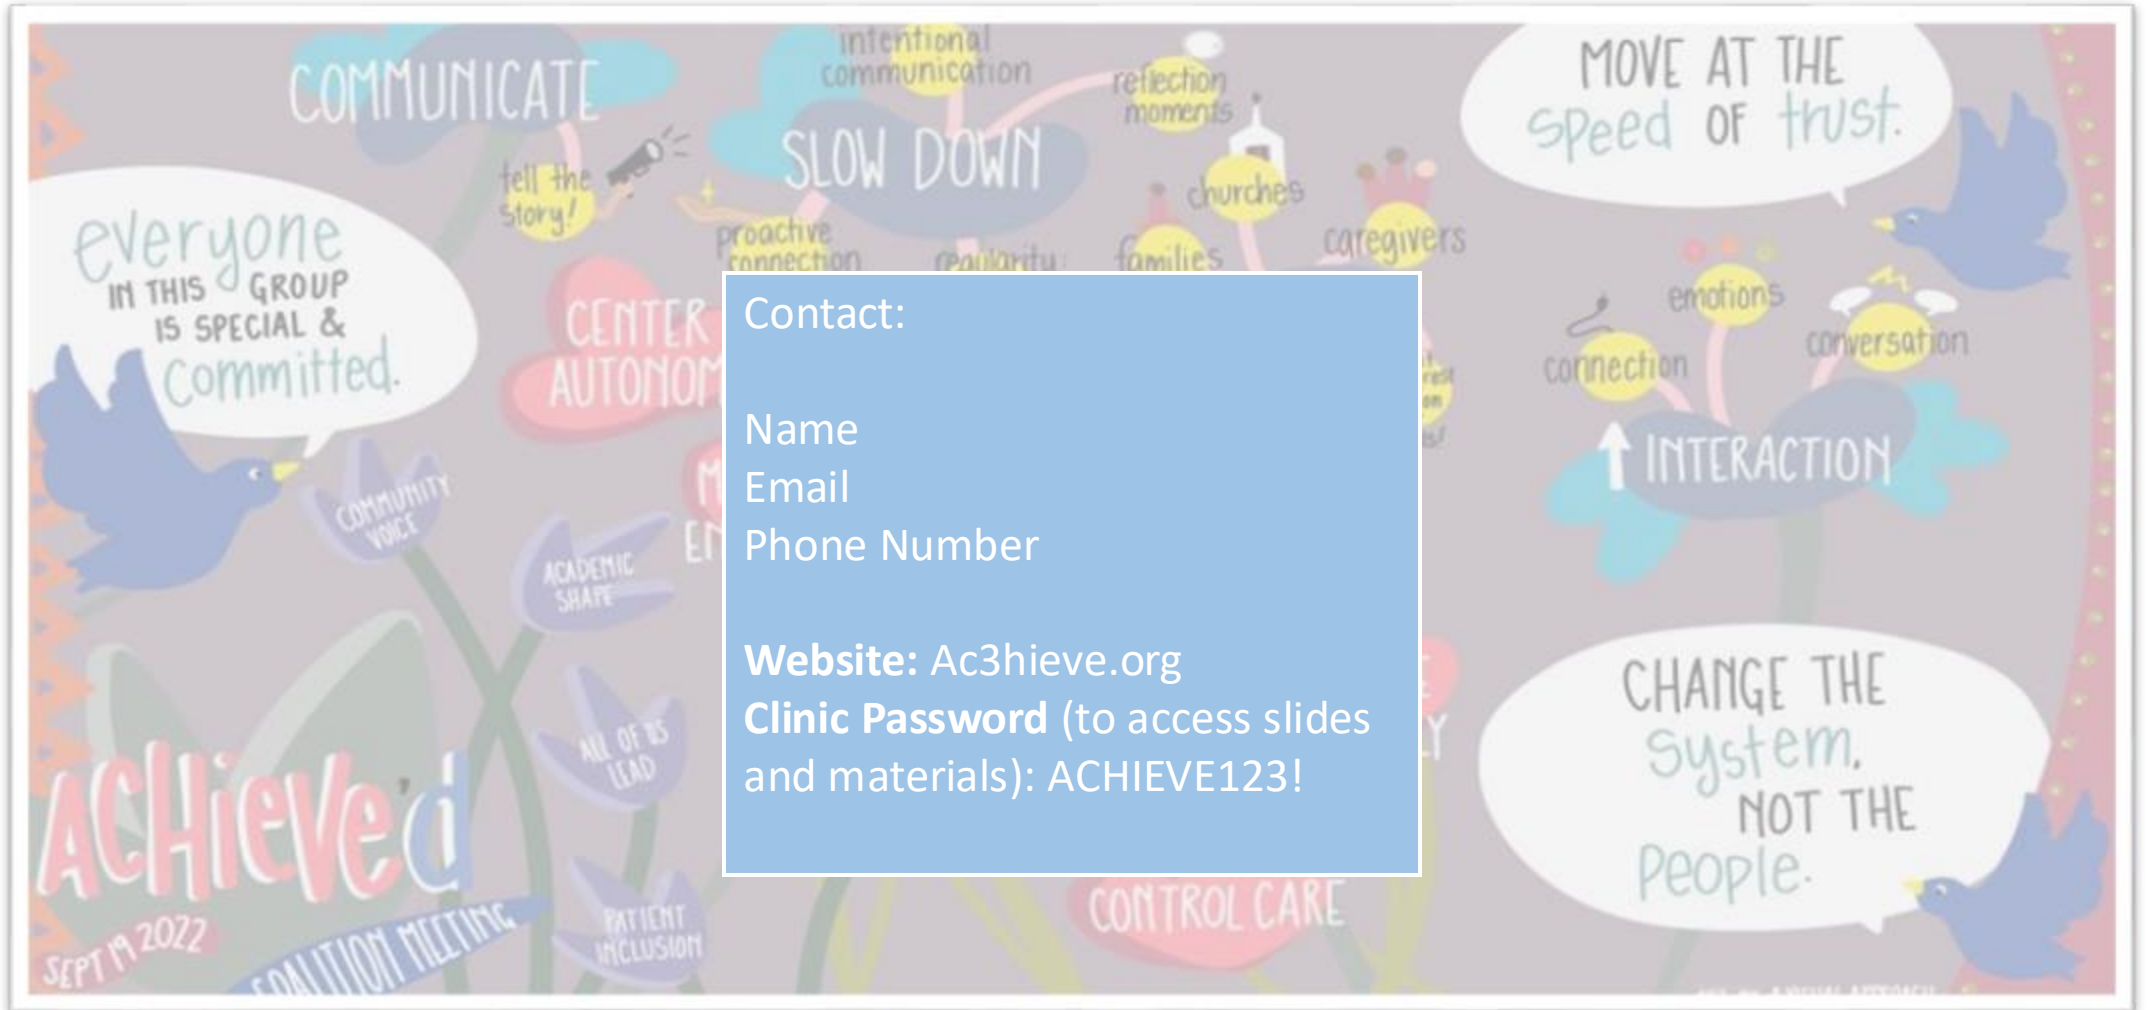 COMMUNICATE
tell the
story!
intentional
communication
reflection
moments
SLOW DOWN
proactive
connection
regularity
churches
families
caregivers
MOVE AT THE
speed OF trust.
everyone
IN THIS GROUP
IS SPECIAL &
committed.
CENTER
AUTONOM
emotions
connection
conversation
INTERACTION
COMMUNITY
VOICE
ACADEMIC
SHAPE
ALL OF US
LEAD
PATIENT
INCLUSION
Contact:
Name
Email
Phone Number
Website: Ac3hieve.org
Clinic Password (to access slides
and materials): ACHIEVE123!
CONTROL CARE
CHANGE THE
system,
NOT THE
people.
ACHieVe'd
SEPT 19 2022
COALITION MEETING